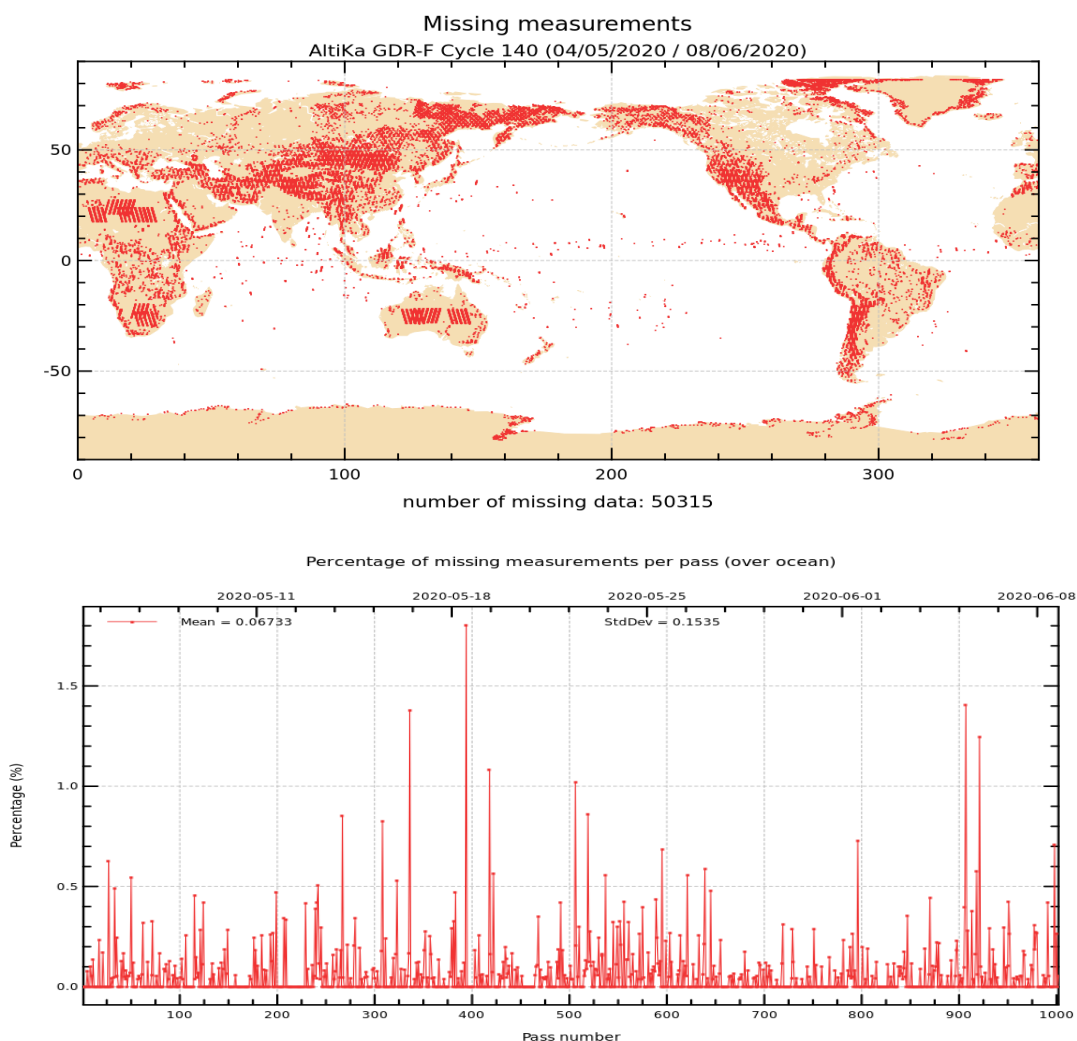 Missing measurements
AltiKa GDR-F Cycle 140 (04/05/2020 / 08/06/2020)
50
0
-50
0 100 200 300
number of missing data: 50315
Percentage of missing measurements per pass (over ocean)
2020-05-11 2020-05-18 2020-05-25 2020-06-01 2020-06-08
Mean = 0.06733 StdDev = 0.1535
1.5
1.0
0.5
0.0
Percentage (%)
100 200 300 400 500 600 700 800 900 1000
Pass number